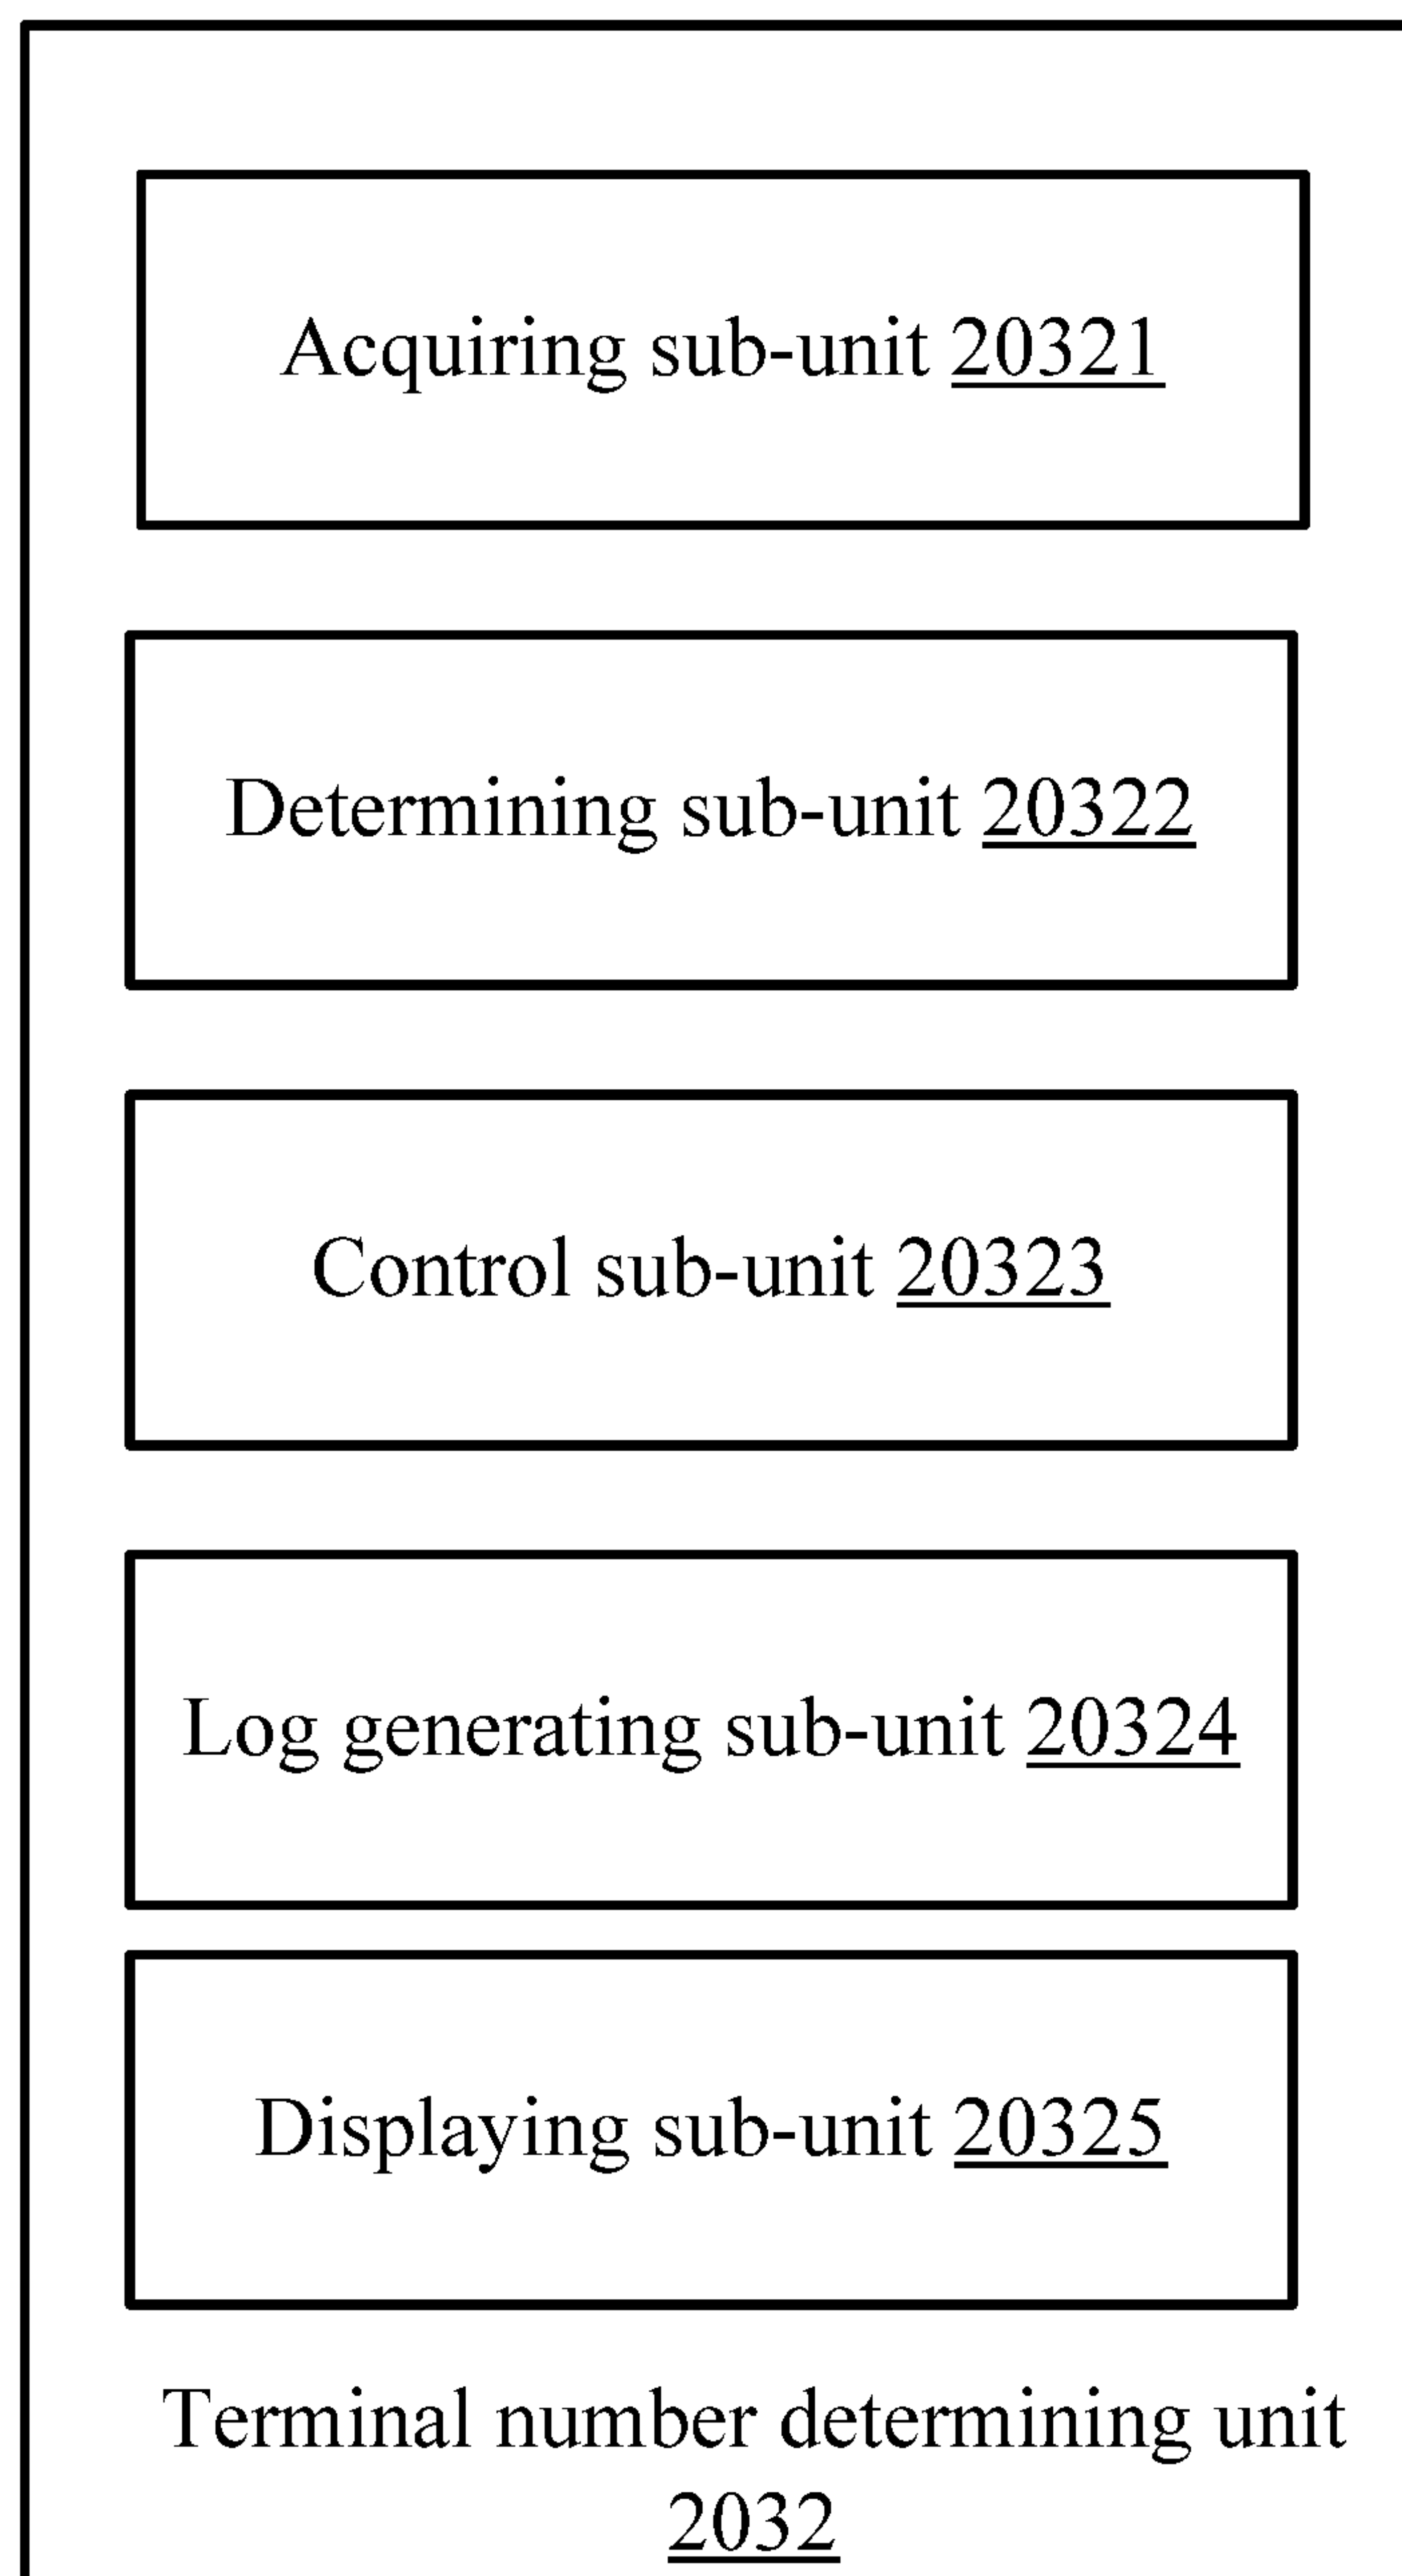 Acquiring sub-unit 20321
Determining sub-unit 20322
Control sub-unit 20323
Log generating sub-unit 20324
Displaying sub-unit 20325
Terminal number determining unit
2032